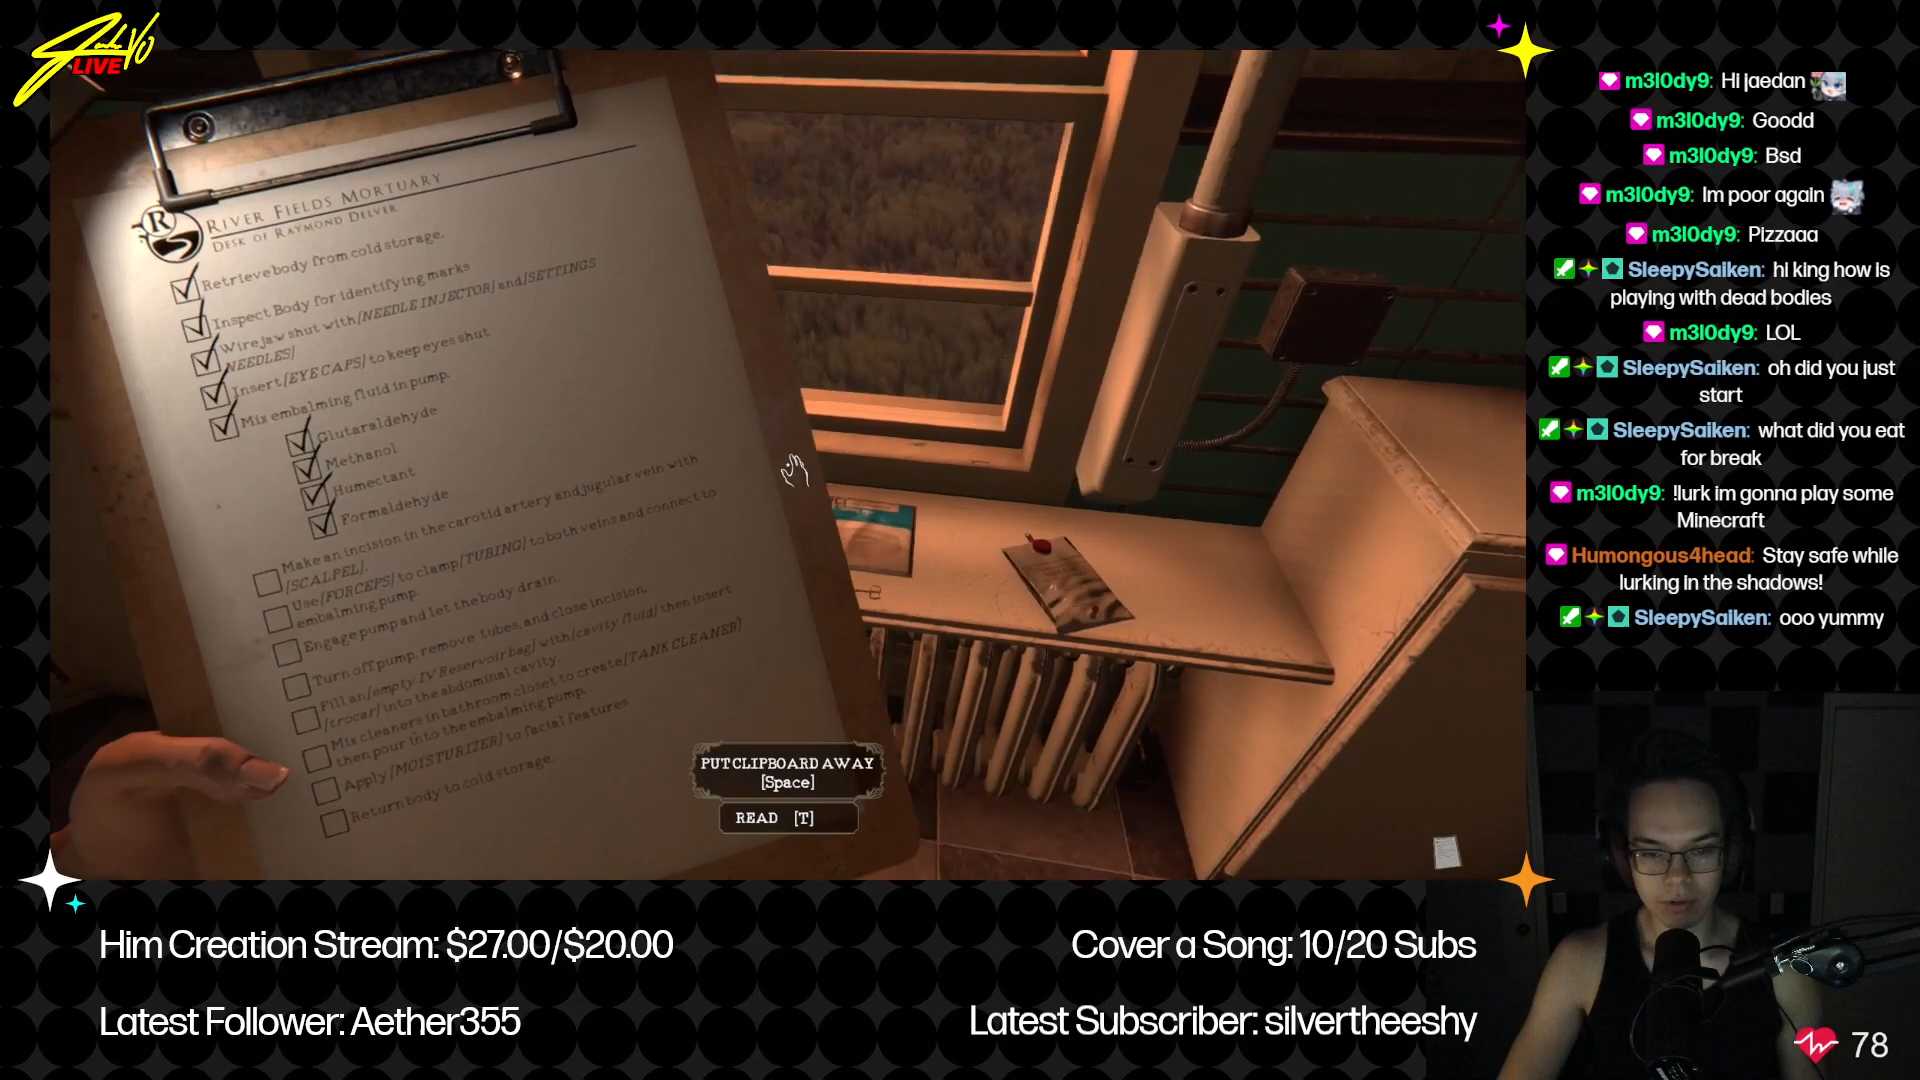 LIVE
RIVER FIELDS MORTUARY
DESK OF RAYMOND DELVER
Retrieve body from cold storage.
Inspect Body for identifying marks
Wire jaw shut with [NEEDLE INJECTOR] and [SETTINGS
NEEDLES]
Insert [EYE CAPS] to keep eyes shut
Mix embalming fluid in pump.
Glutaraldehyde
Methanol
Humectant
Formaldehyde
Make an incision in the carotid artery and jugular vein with
[SCALPEL].
Use [FORCEPS] to clamp [TUBING] to both veins and connect to
embalming pump.
Engage pump and let the body drain.
Turn off pump, remove tubes, and close incision.
Fill an [empty IV Reservoir bag] with [cavity fluid] then insert
[trocar] into the abdominal cavity.
Mix cleaners in bathroom closet to create [TANK CLEANER]
then pour into the embalming pump.
Apply [MOISTURIZER] to facial features
Return body to cold storage.
PUT CLIPBOARD AWAY
[Space]
READ [T]
m3l0dy9: Hi jaedan
m3l0dy9: Goodd
m3l0dy9: Bsd
m3l0dy9: Im poor again
m3l0dy9: Pizzaaa
SleepySaiken: hi king how is
playing with dead bodies
m3l0dy9: LOL
SleepySaiken: oh did you just
start
SleepySaiken: what did you eat
for break
m3l0dy9: !lurk im gonna play some
Minecraft
Humongous4head: Stay safe while
lurking in the shadows!
SleepySaiken: ooo yummy
Him Creation Stream: $27.00/$20.00
Cover a Song: 10/20 Subs
Latest Follower: Aether355
Latest Subscriber: silvertheeshy
78